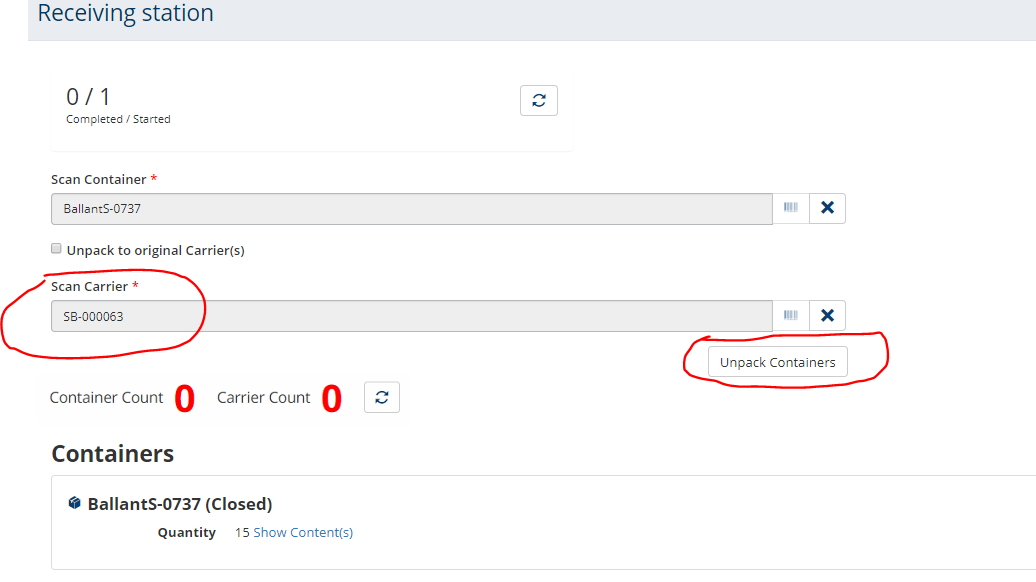 Receiving station
0 / 1
Completed / Started
Scan Container *
BallantS-0737
Unpack to original Carrier(s)
Scan Carrier *
SB-000063
Unpack Containers
Container Count 0 Carrier Count 0
Containers
BallantS-0737 (Closed)
Quantity 15 Show Content(s)